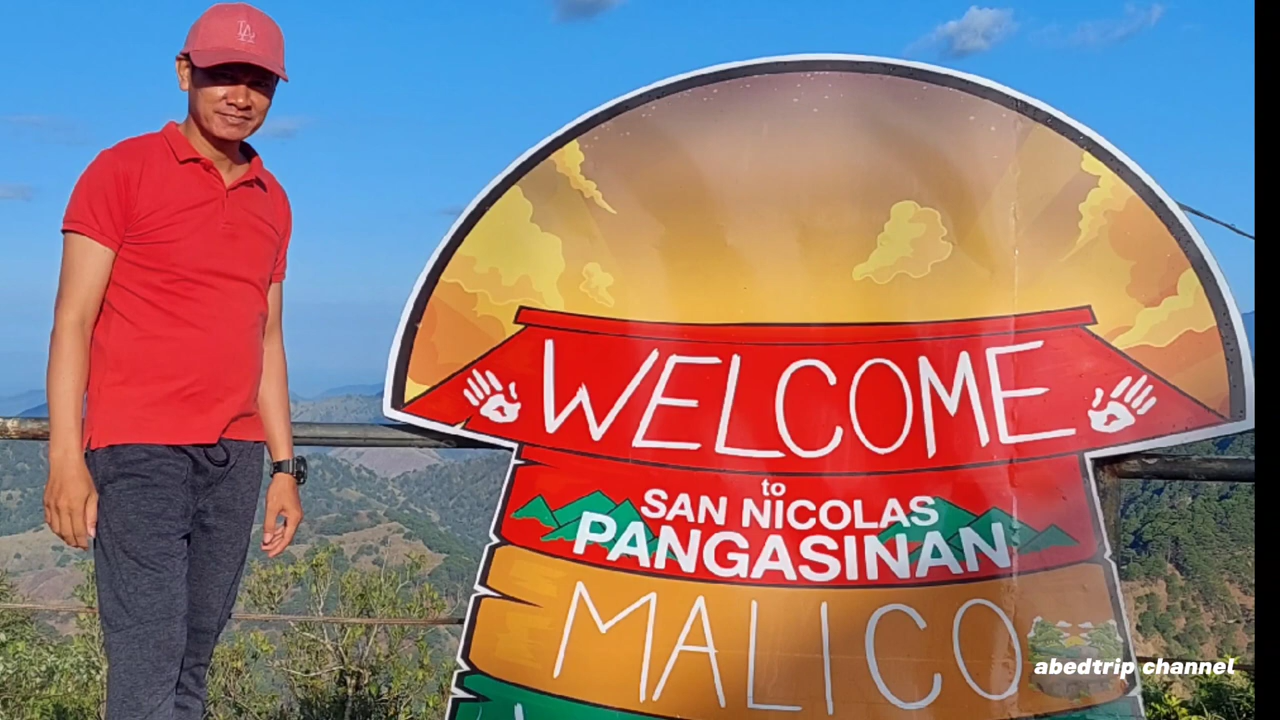 LA
WELCOME
to
SAN NICOLAS
PANGASINAN
MALICO
abedtrip channel